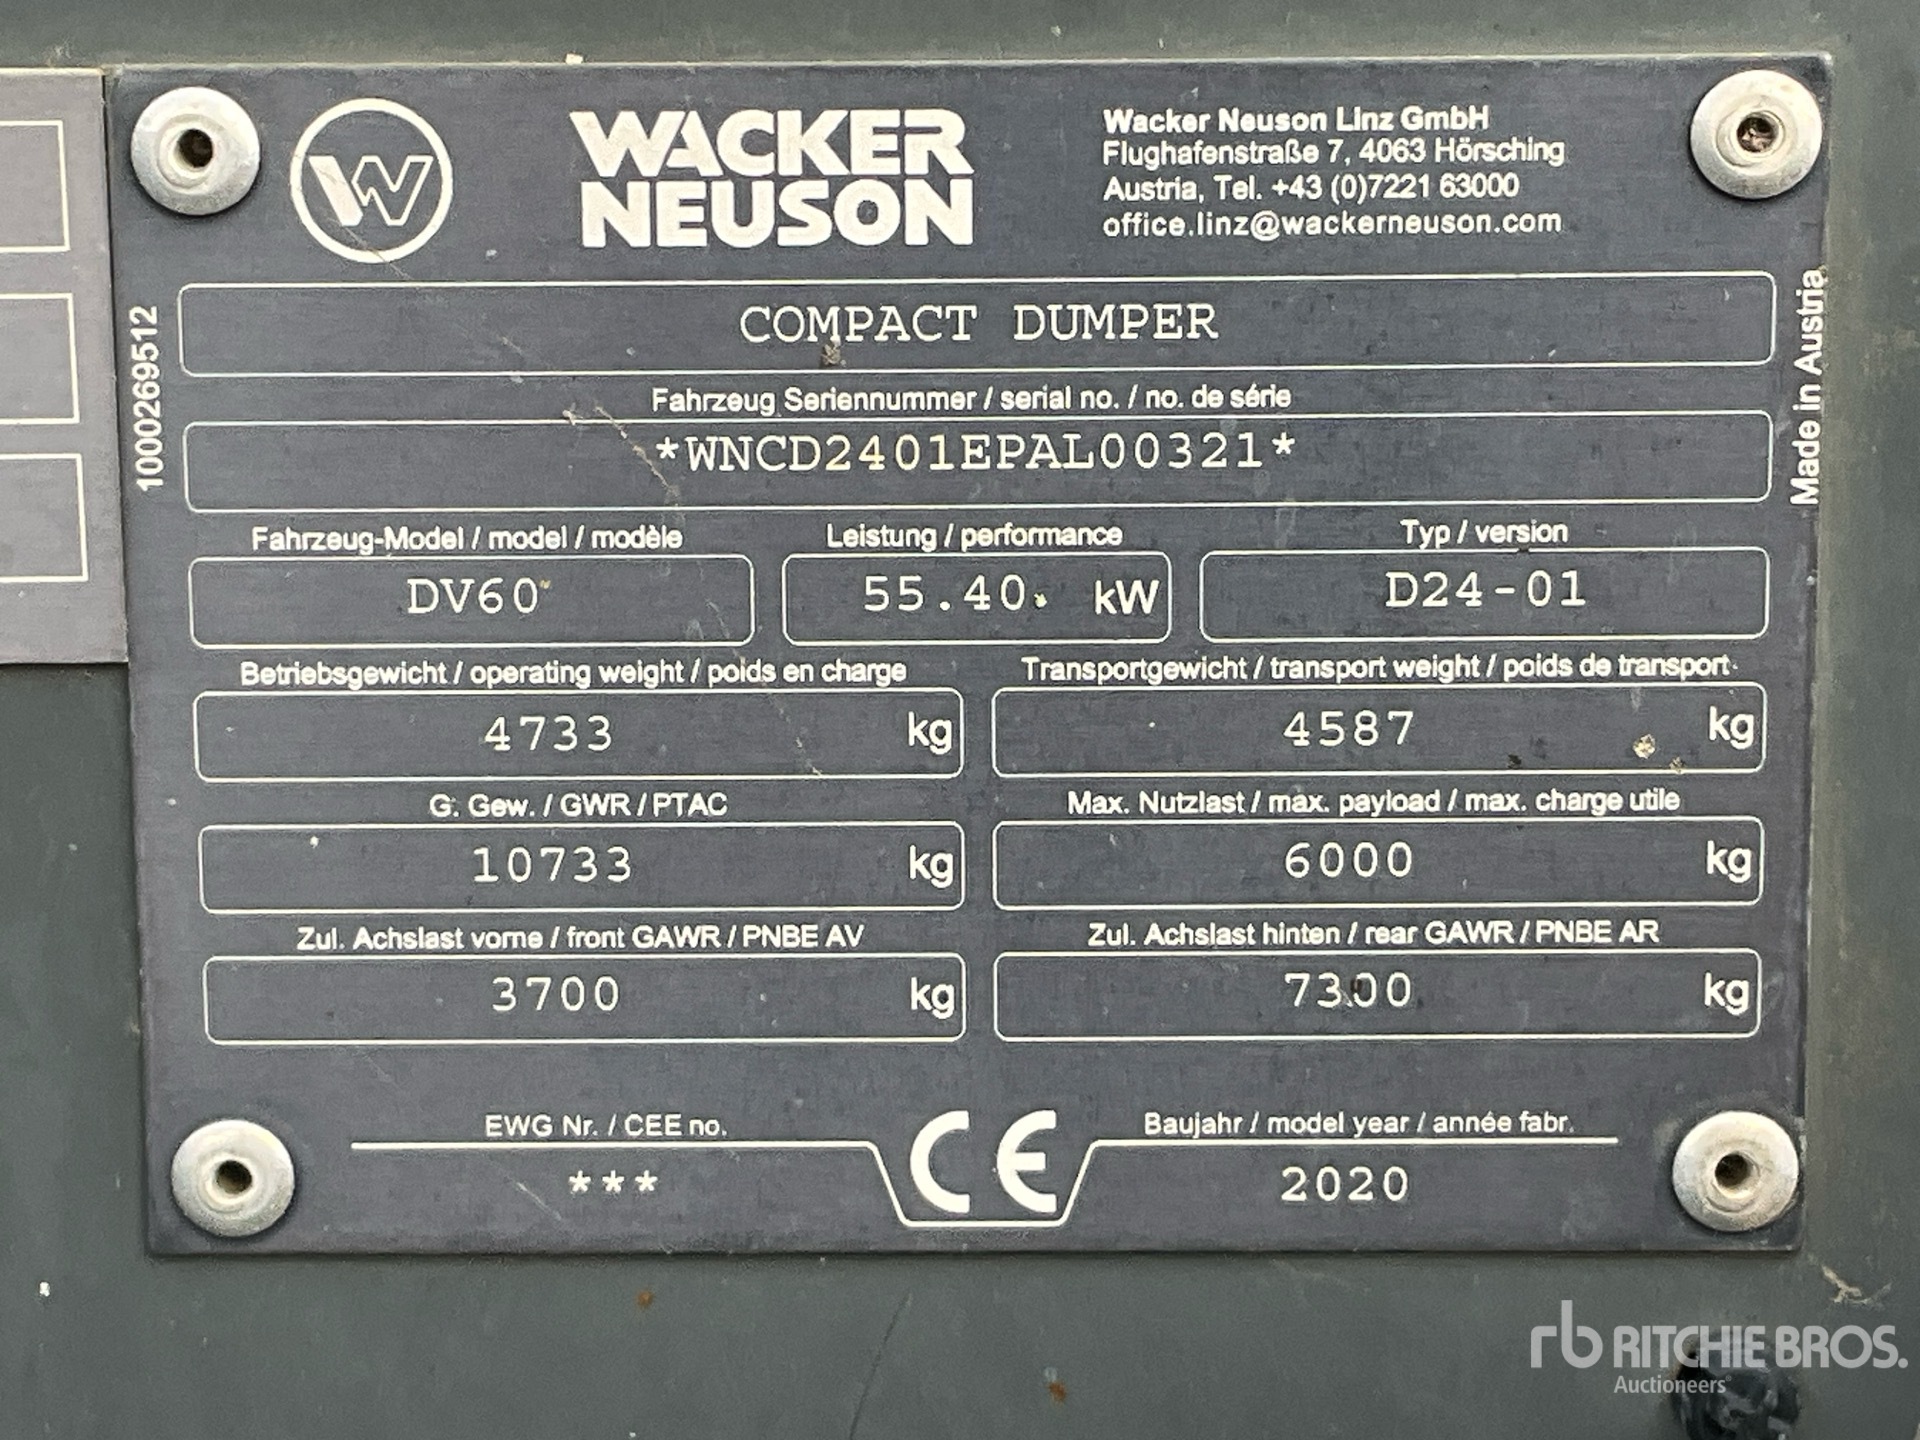 W
WACKER
NEUSON
Wacker Neuson Linz GmbH
Flughafenstraße 7, 4063 Hörsching
Austria, Tel. +43 (0)7221 63000
office.linz@wackerneuson.com
1000269512
Made in Austria
COMPACT DUMPER
Fahrzeug Seriennummer / serial no. / no. de série
*WNCD2401EPAL00321*
Fahrzeug-Model / model / modèle
DV60
Leistung / performance
55.40 kW
Typ / version
D24-01
Betriebsgewicht / operating weight / poids en charge
4733 kg
Transportgewicht / transport weight / poids de transport
4587 kg
G. Gew. / GWR / PTAC
10733 kg
Max. Nutzlast / max. payload / max. charge utile
6000 kg
Zul. Achslast vorne / front GAWR / PNBE AV
3700 kg
Zul. Achslast hinten / rear GAWR / PNBE AR
7300 kg
EWG Nr. / CEE no.
***
CE
Baujahr / model year / année fabr.
2020
rb RITCHIE BROS.
Auctioneers